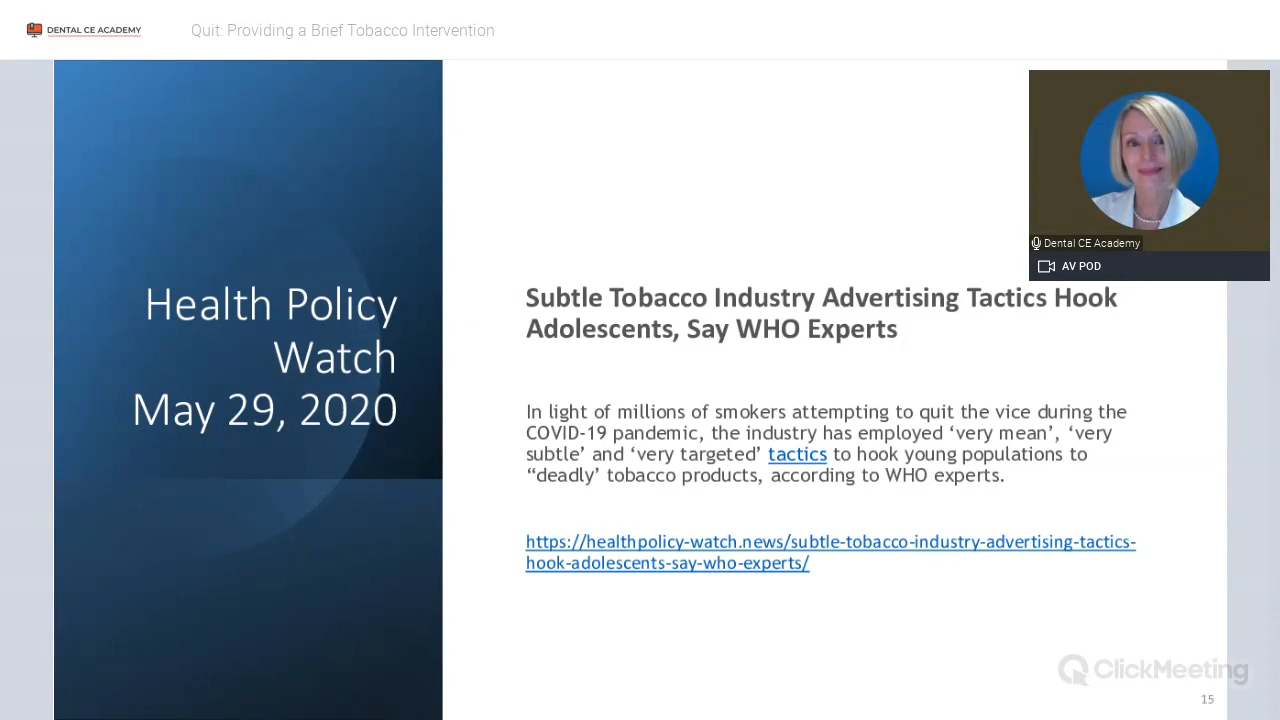 DENTAL CE ACADEMY
Quit: Providing a Brief Tobacco Intervention
Health Policy
Watch
May 29, 2020
Dental CE Academy
AV POD
Subtle Tobacco Industry Advertising Tactics Hook
Adolescents, Say WHO Experts
In light of millions of smokers attempting to quit the vice during the
COVID-19 pandemic, the industry has employed ‘very mean’, ‘very
subtle’ and ‘very targeted’ tactics to hook young populations to
“deadly’ tobacco products, according to WHO experts.
https://healthpolicy-watch.news/subtle-tobacco-industry-advertising-tactics-
hook-adolescents-say-who-experts/
ClickMeeting
15